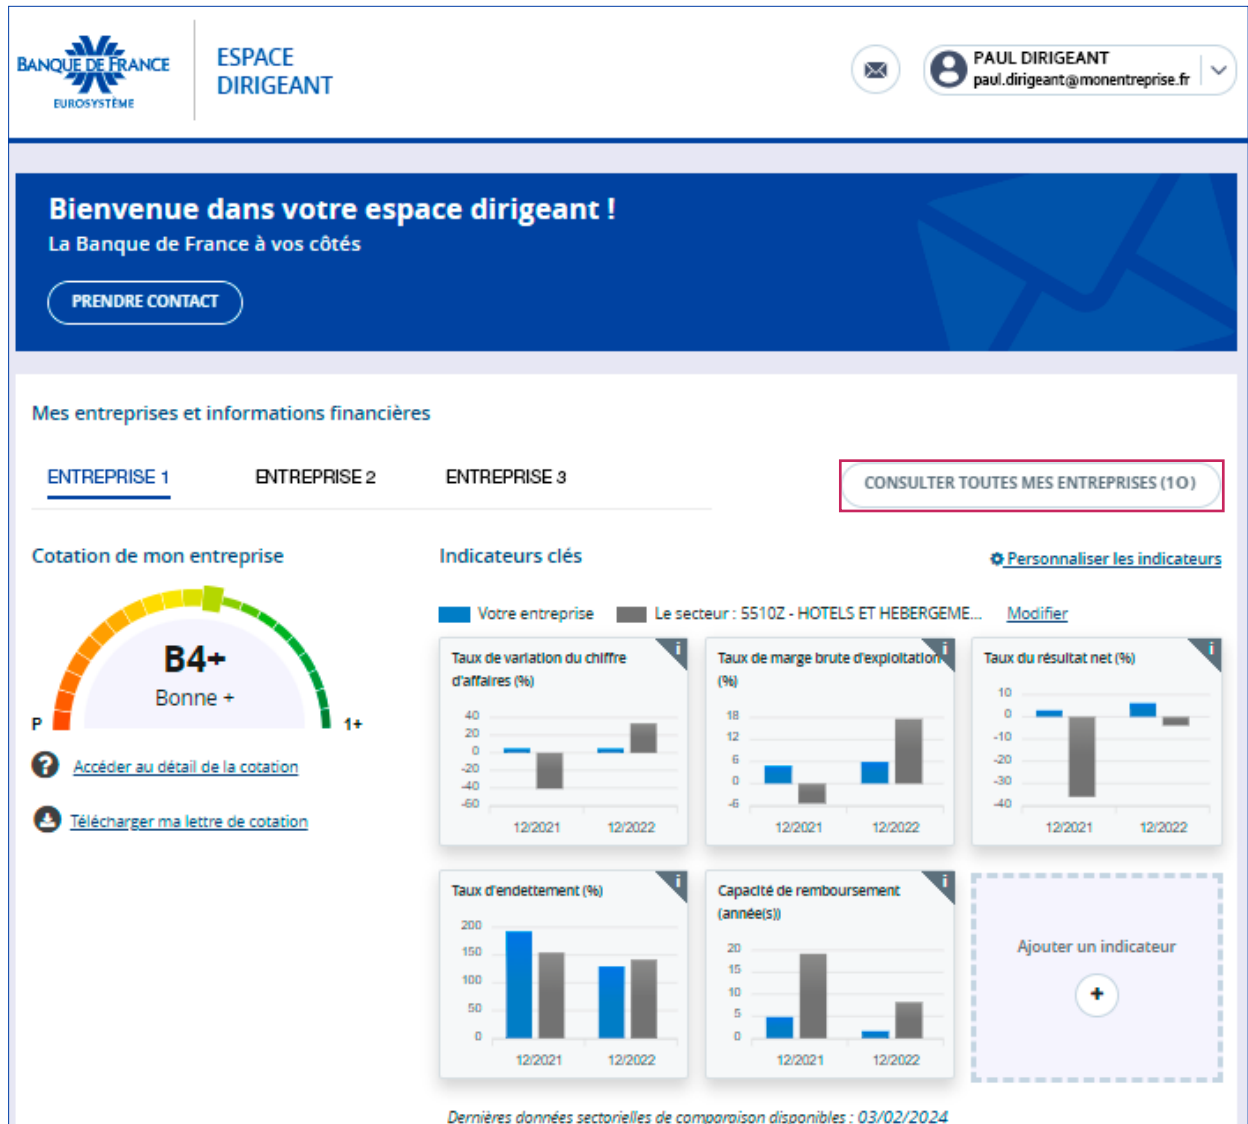 BANQUE DE FRANCE
EUROSYSTÈME
ESPACE
DIRIGEANT
PAUL DIRIGEANT
paul.dirigeant@monentreprise.fr
Bienvenue dans votre espace dirigeant !
La Banque de France à vos côtés
PRENDRE CONTACT
Mes entreprises et informations financières
ENTREPRISE 1
ENTREPRISE 2
ENTREPRISE 3
CONSULTER TOUTES MES ENTREPRISES (10)
Cotation de mon entreprise
B4+
Bonne +
P
1+
? Accéder au détail de la cotation
Télécharger ma lettre de cotation
Indicateurs clés
Personnaliser les indicateurs
Votre entreprise
Le secteur : 5510Z - HOTELS ET HEBERGEME...
Modifier
Taux de variation du chiffre
d'affaires (%)
i
40
20
0
-20
-40
-60
12/2021 12/2022
Taux de marge brute d'exploitation
(%)
i
18
12
6
0
-6
12/2021 12/2022
Taux du résultat net (%)
i
10
0
-10
-20
-30
-40
12/2021 12/2022
Taux d'endettement (%)
i
200
150
100
50
0
12/2021 12/2022
Capacité de remboursement
(année(s))
i
20
15
10
5
0
12/2021 12/2022
Ajouter un indicateur
+
Dernières données sectorielles de comparaison disponibles : 03/02/2024